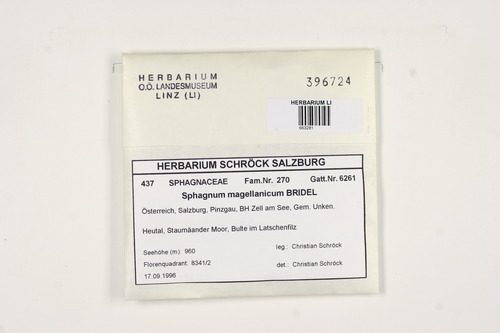 HERBARIUM
O.Ö. LANDESMUSEUM
LINZ (LI)
396724
HERBARIUM LI
663281
HERBARIUM SCHRÖCK SALZBURG
437 SPHAGNACEAE Fam.Nr. 270 Gatt.Nr. 6261
Sphagnum magellanicum BRIDEL
Österreich, Salzburg, Pinzgau, BH Zell am See, Gem. Unken.
Heutal, Staumäander Moor, Bulte im Latschenfilz
Seehöhe (m): 960 leg.: Christian Schröck
Florenquadrant: 8341/2
det.: Christian Schröck
17.09.1996